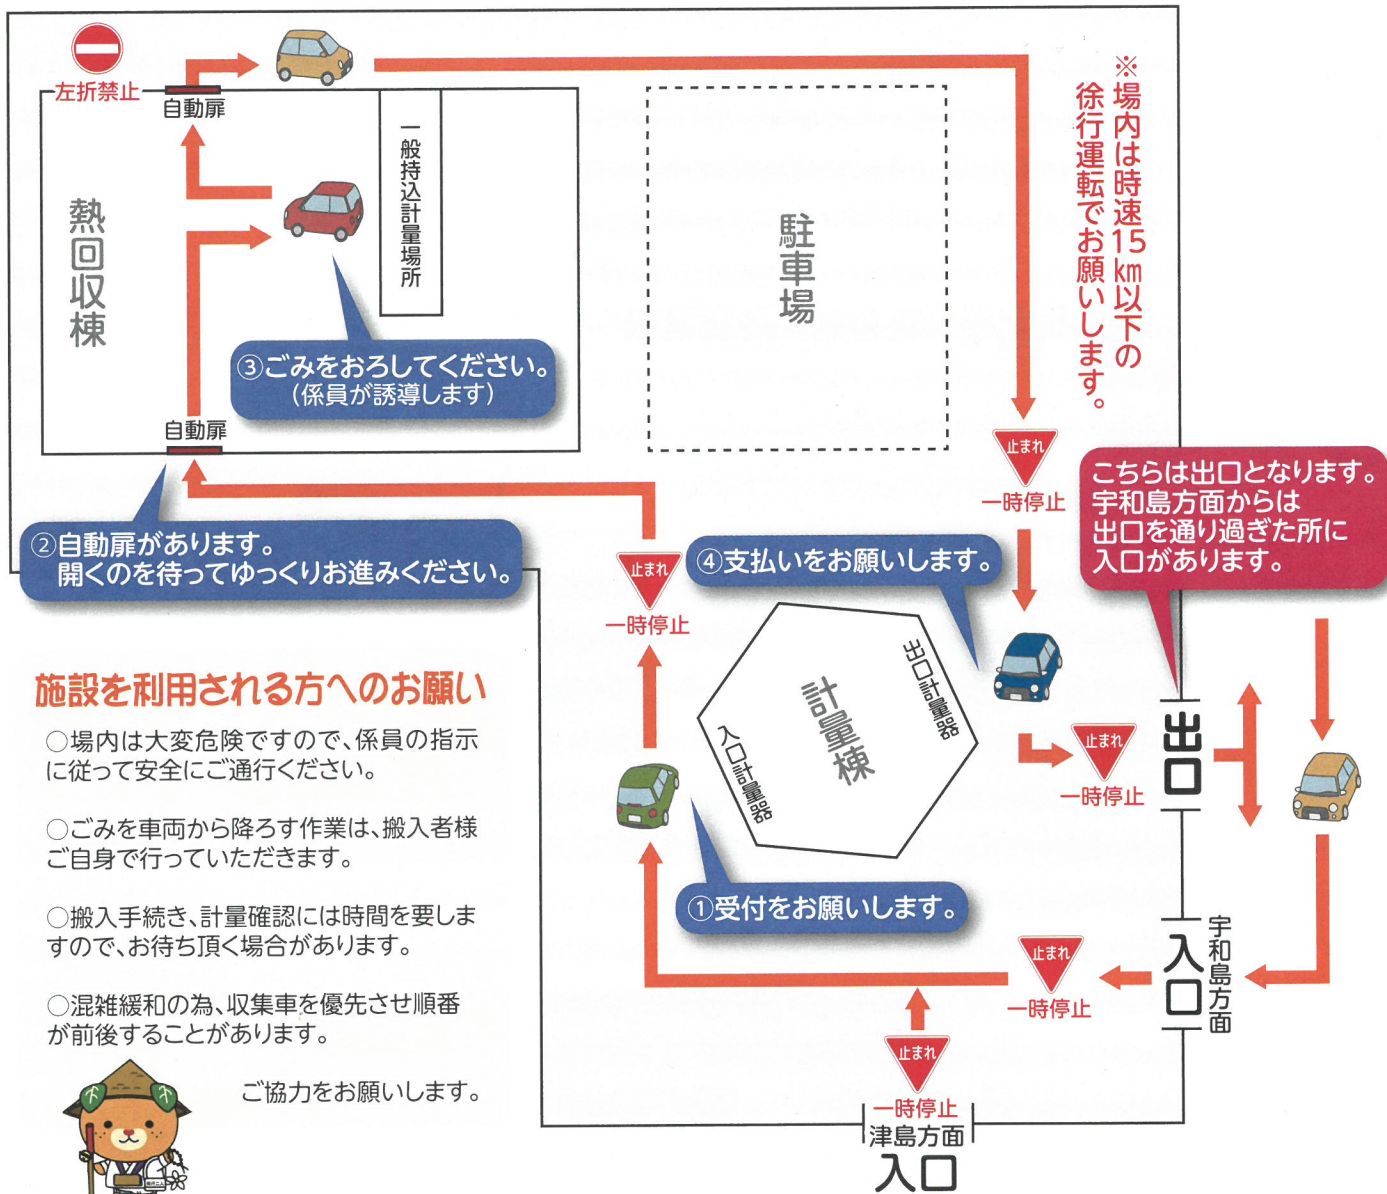 左折禁止
自動扉
一般持込計量場所
熱回収棟
駐車場
※場内は時速15km以下の
徐行運転でお願いします。
③ごみをおろしてください。
(係員が誘導します)
自動扉
止まれ
一時停止
こちらは出口となります。
宇和島方面からは
出口を通り過ぎた所に
入口があります。
②自動扉があります。
開くのを待ってゆっくりお進みください。
止まれ
一時停止
④支払いをお願いします。
出口計量器
計量棟
入口計量器
止まれ
一時停止
出口
①受付をお願いします。
止まれ
一時停止
宇和島方面
入口
止まれ
一時停止
津島方面
入口
施設を利用される方へのお願い
○場内は大変危険ですので、係員の指示
に従って安全にご通行ください。
○ごみを車両から降ろす作業は、搬入者様
ご自身で行っていただきます。
○搬入手続き、計量確認には時間を要しま
すので、お待ち頂く場合があります。
○混雑緩和の為、収集車を優先させ順番
が前後することがあります。
ご協力をお願いします。